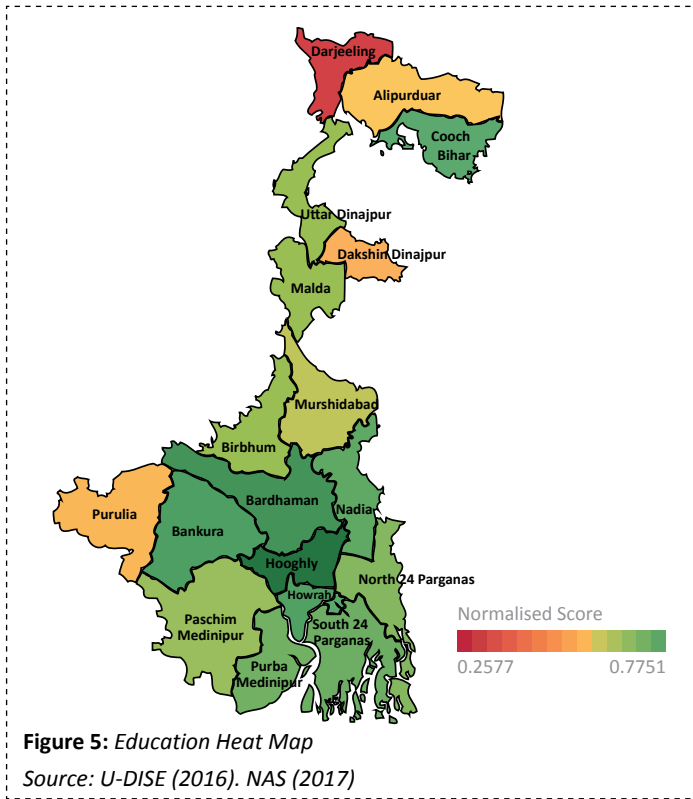 Darjeeling
Alipurduar
Cooch
Bihar
Uttar Dinajpur
Dakshin Dinajpur
Malda
Murshidabad
Birbhum
Bardhaman
Purulia
Nadia
Bankura
Hooghly
North 24 Parganas
Howrah
Paschim
Medinipur
South 24
Parganas
Purba
Medinipur
Normalised Score
0.2577 0.7751
Figure 5: Education Heat Map
Source: U-DISE (2016). NAS (2017)